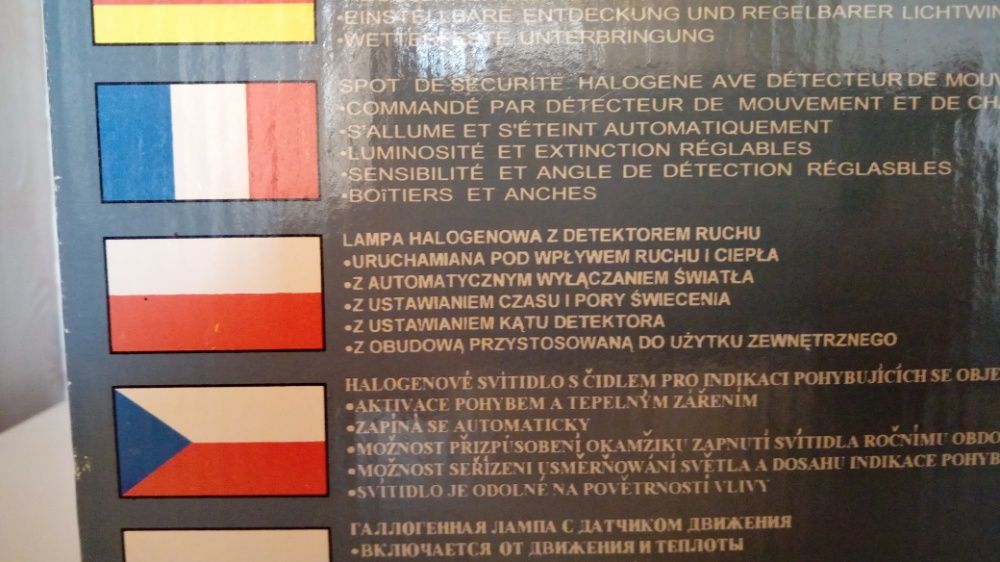 •EINSTELLBARE ENTDECKUNG UND REGELBARER LICHTWIN
•WETTERFESTE UNTERBRINGUNG
SPOT DE SECURITE HALOGENE AVE DÉTECTEUR DE MOUV
•COMMANDÉ PAR DÉTECTEUR DE MOUVEMENT ET DE CH
•S'ALLUME ET S'ÉTEINT AUTOMATIQUEMENT
•LUMINOSITÉ ET EXTINCTION RÉGLABLES
•SENSIBILITÉ ET ANGLE DE DÉTECTION RÉGLASBLES
•BOîTIERS ET ANCHES
LAMPA HALOGENOWA Z DETEKTOREM RUCHU
•URUCHAMIANA POD WPŁYWEM RUCHU I CIEPŁA
•Z AUTOMATYCZNYM WYŁĄCZANIEM ŚWIATŁA
•Z USTAWIANIEM CZASU I PORY ŚWIECENIA
•Z USTAWIANIEM KĄTU DETEKTORA
•Z OBUDOWĄ PRZYSTOSOWANĄ DO UŻYTKU ZEWNĘTRZNEGO
HALOGENOVÉ SVÍTIDLO S ČIDLEM PRO INDIKACI POHYBUJÍCÍCH SE OBJE
•AKTIVACE POHYBEM A TEPELNÝM ZÁŘENÍM
•ZAPÍNÁ SE AUTOMATICKY
•MOŽNOST PŘIZPŮSOBENÍ OKAMŽIKU ZAPNUTÍ SVÍTIDLA ROČNÍMU OBDO
•MOŽNOST SEŘÍZENI USMĚRŇOWÁNÍ SVĚTLA A DOSAHU INDIKACE POHYB
•SVÍTIDLO JE ODOLNÉ NA POVĚTRNOSTÍ VLIVY
ГАЛЛОГЕННАЯ ЛАМПА С ДАТЧИКОМ ДВИЖЕНИЯ
•ВКЛЮЧАЕТСЯ ОТ ДВИЖЕНИЯ И ТЕПЛОТЫ